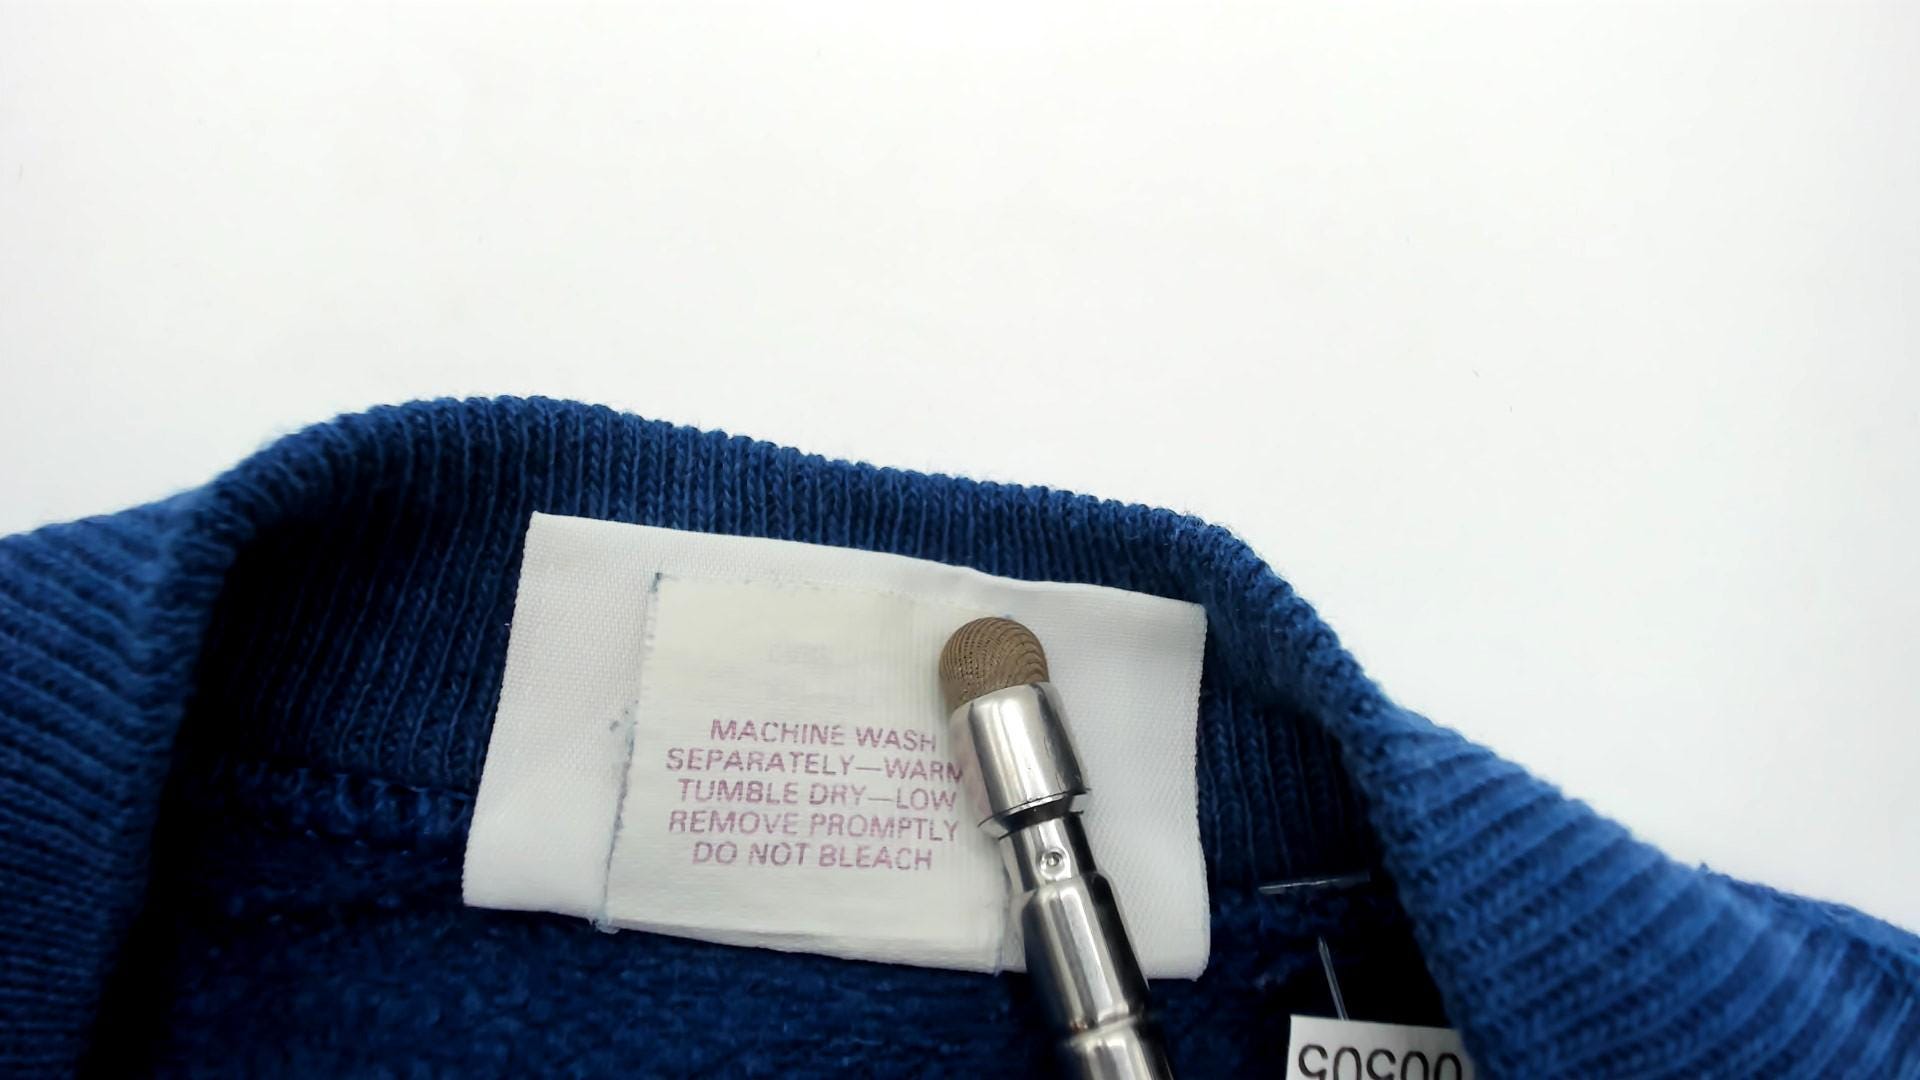 MACHINE WASH
SEPARATELY—WARM
TUMBLE DRY—LOW
REMOVE PROMPTLY
DO NOT BLEACH